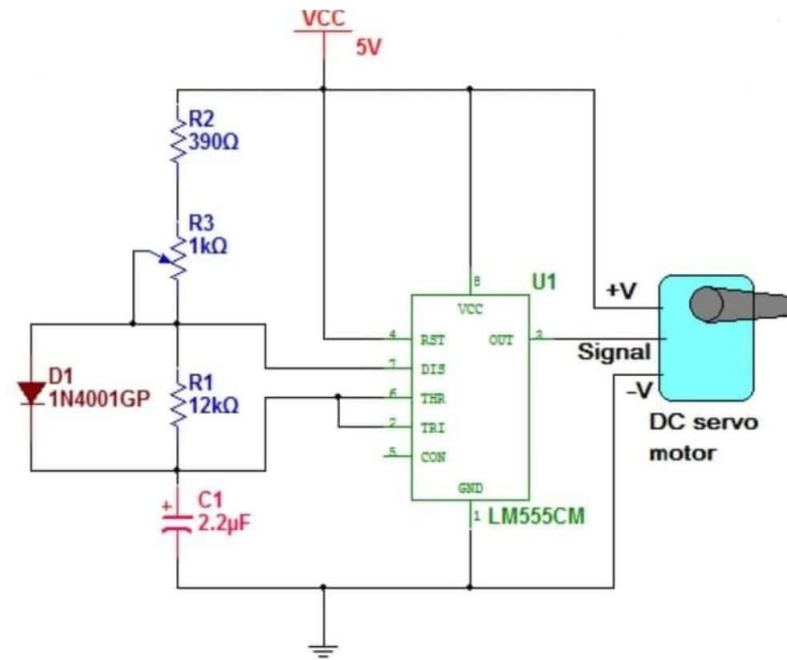 VCC
5V
R2
390Ω
R3
1kΩ
D1
1N4001GP
R1
12kΩ
C1
+
2.2µF
U1
8
VCC
4 RST
OUT 3
7 DIS
6 THR
2 TRI
5 CON
GND
1
LM555CM
+V
Signal
-V
DC servo
motor